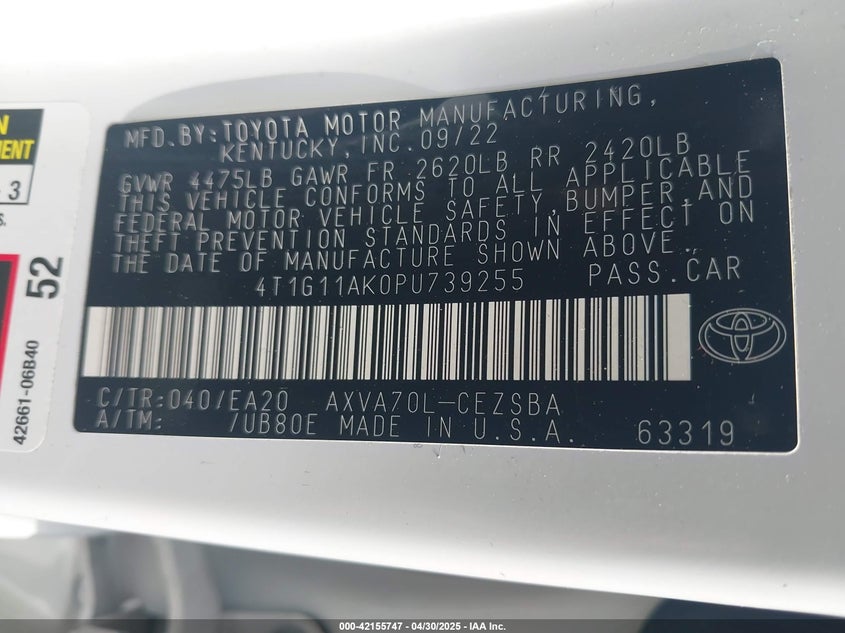 MFD. BY: TOYOTA MOTOR MANUFACTURING,
KENTUCKY, INC. 09/22
GVWR 4475LB GAWR FR 2620LB RR 2420LB
THIS VEHICLE CONFORMS TO ALL APPLICABLE
FEDERAL MOTOR VEHICLE SAFETY, BUMPER, AND
THEFT PREVENTION STANDARDS IN EFFECT ON
THE DATE OF MANUFACTURE SHOWN ABOVE.
4T1G11AK0PU739255 PASS.CAR
C/TR: 040/EA20 AXVA70L-CEZSBA
A/TM: /UB80E MADE IN U.S.A. 63319
52
42661-06B40
3
000-42155747 - 04/30/2025 - IAA Inc.